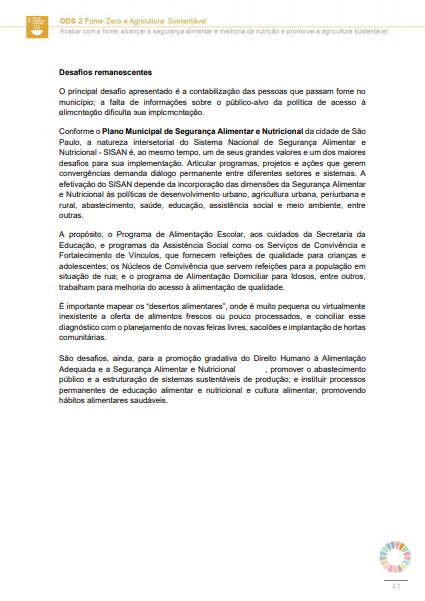 ODS 2 Fome Zero e Agricultura Sustentável
Acabar com a fome, alcançar a segurança alimentar e melhoria da nutrição e promover a agricultura sustentável
Desafios remanescentes
O principal desafio apresentado é a contabilização das pessoas que passam fome no
município; a falta de informações sobre o público-alvo da política de acesso à
alimentação dificulta sua implementação.
Conforme o Plano Municipal de Segurança Alimentar e Nutricional da cidade de São
Paulo, a natureza intersetorial do Sistema Nacional de Segurança Alimentar e
Nutricional - SISAN é, ao mesmo tempo, um de seus grandes valores e um dos maiores
desafios para sua implementação. Articular programas, projetos e ações que gerem
convergências demanda diálogo permanente entre diferentes setores e sistemas. A
efetivação do SISAN depende da incorporação das dimensões da Segurança Alimentar
e Nutricional às políticas de desenvolvimento urbano, agricultura urbana, periurbana e
rural, abastecimento, saúde, educação, assistência social e meio ambiente, entre
outras.
A propósito, o Programa de Alimentação Escolar, aos cuidados da Secretaria da
Educação, e programas da Assistência Social como os Serviços de Convivência e
Fortalecimento de Vínculos, que fornecem refeições de qualidade para crianças e
adolescentes; os Núcleos de Convivência que servem refeições para a população em
situação de rua; e o programa de Alimentação Domiciliar para Idosos, entre outros,
trabalham para melhoria do acesso à alimentação de qualidade.
É importante mapear os “desertos alimentares”, onde é muito pequena ou virtualmente
inexistente a oferta de alimentos frescos ou pouco processados, e conciliar esse
diagnóstico com o planejamento de novas feiras livres, sacolões e implantação de hortas
comunitárias.
São desafios, ainda, para a promoção gradativa do Direito Humano à Alimentação
Adequada e a Segurança Alimentar e Nutricional , promover o abastecimento
público e a estruturação de sistemas sustentáveis de produção; e instituir processos
permanentes de educação alimentar e nutricional e cultura alimentar, promovendo
hábitos alimentares saudáveis.
41